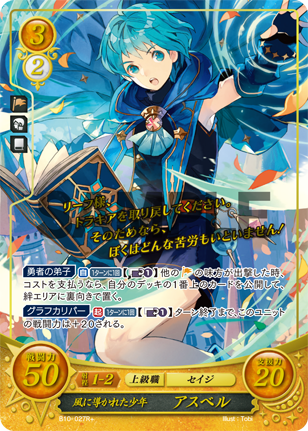 3
2
リーフ様、
トラキアを取り戻してください。
そのためなら、
ぼくはどんな苦労もいといません!
勇者の弟子 自 1ターンに1回 1 他の の味方が出撃した時、
コストを支払うなら、自分のデッキの1番上のカードを公開して、
絆エリアに裏向きで置く。
グラフカリバー 起 1ターンに1回 1 ターン終了まで、このユニット
の戦闘力は+20される。
戦闘力
50
射程 1-2
上級職
セイジ
支援力
20
風に導かれた少年 アスベル
B10-027R+
Illust：Tobi